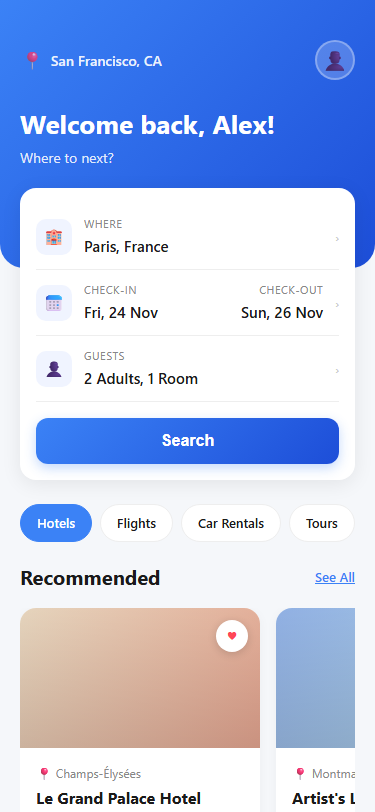 San Francisco, CA
Welcome back, Alex!
Where to next?
WHERE
Paris, France
CHECK-IN CHECK-OUT
Fri, 24 Nov Sun, 26 Nov
GUESTS
2 Adults, 1 Room
Search
Hotels Flights Car Rentals Tours
Recommended See All
Champs-Élysées
Le Grand Palace Hotel
Artist's